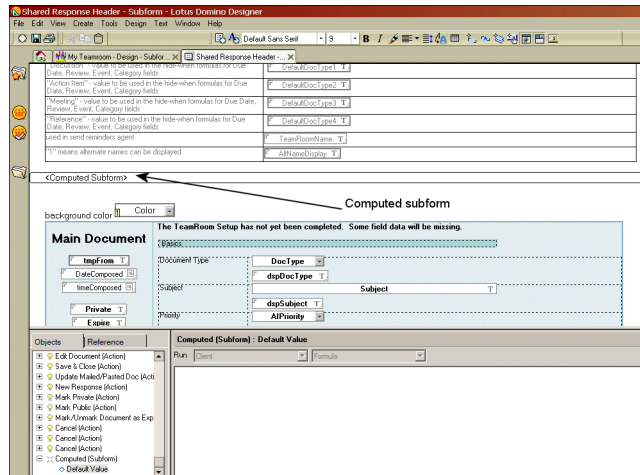 Shared Response Header - Subform - Lotus Domino Designer
File Edit View Create Tools Design Text Window Help
Default Sans Serif 9 B I
My Teamroom - Design - Subfor... X Shared Response Header -... X
"Discussion" - value to be used in the hide-when formulas for Due
Date, Review, Event, Category fields
DefaultDocType1 T
"Action Item" - value to be used in the hide-when formulas for Due
Date, Review, Event, Category fields
DefaultDocType2 T
"Meeting" - value to be used in the hide-when formulas for Due Date,
Review, Event, Category fields
DefaultDocType3 T
"Reference" - value to be used in the hide-when formulas for Due
Date, Review, Event, Category fields
DefaultDocType4 T
used in send reminders agent
TeamRoomName T
"1" means alternate names can be displayed
AltNameDisplay T
<Computed Subform>
Computed subform
background color Color
The TeamRoom Setup has not yet been completed. Some field data will be missing.
Main Document
Basics
tmpFrom T
DateComposed
timeComposed
Private T
Expire T
Document Type DocType
dspDocType T
Subject Subject T
dspSubject T
Priority AIPriority
Objects Reference
Edit Document (Action)
Save & Close (Action)
Update Mailed/Pasted Doc (Acti
New Response (Action)
Mark Private (Action)
Mark Public (Action)
Mark/Unmark Document as Exp
Cancel (Action)
Cancel (Action)
Cancel (Action)
Computed (Subform)
Default Value
Computed (Subform) : Default Value
Run Client Formula